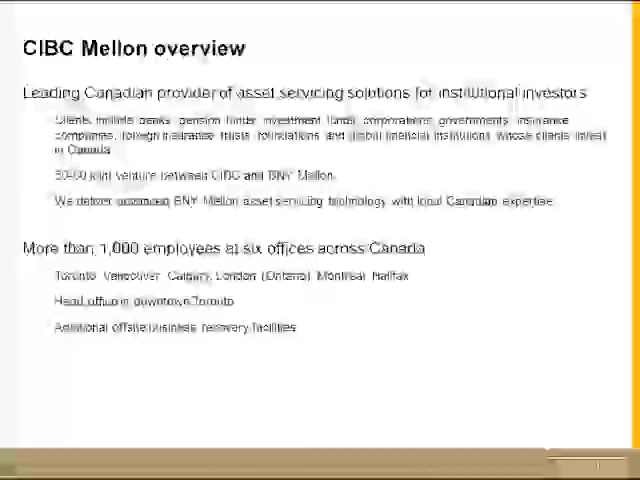 CIBC Mellon overview
Leading Canadian provider of asset servicing solutions for institutional investors
Clients include banks, pension funds, investment funds, corporations, governments, insurance
companies, foreign insurance trusts, foundations and global financial institutions whose clients invest
in Canada
50-50 joint venture between CIBC and BNY Mellon
We deliver advanced BNY Mellon asset servicing technology with local Canadian expertise
More than 1,000 employees at six offices across Canada
Toronto Vancouver Calgary London (Ontario) Montreal Halifax
Head office in downtown Toronto
Additional offsite business recovery facilities